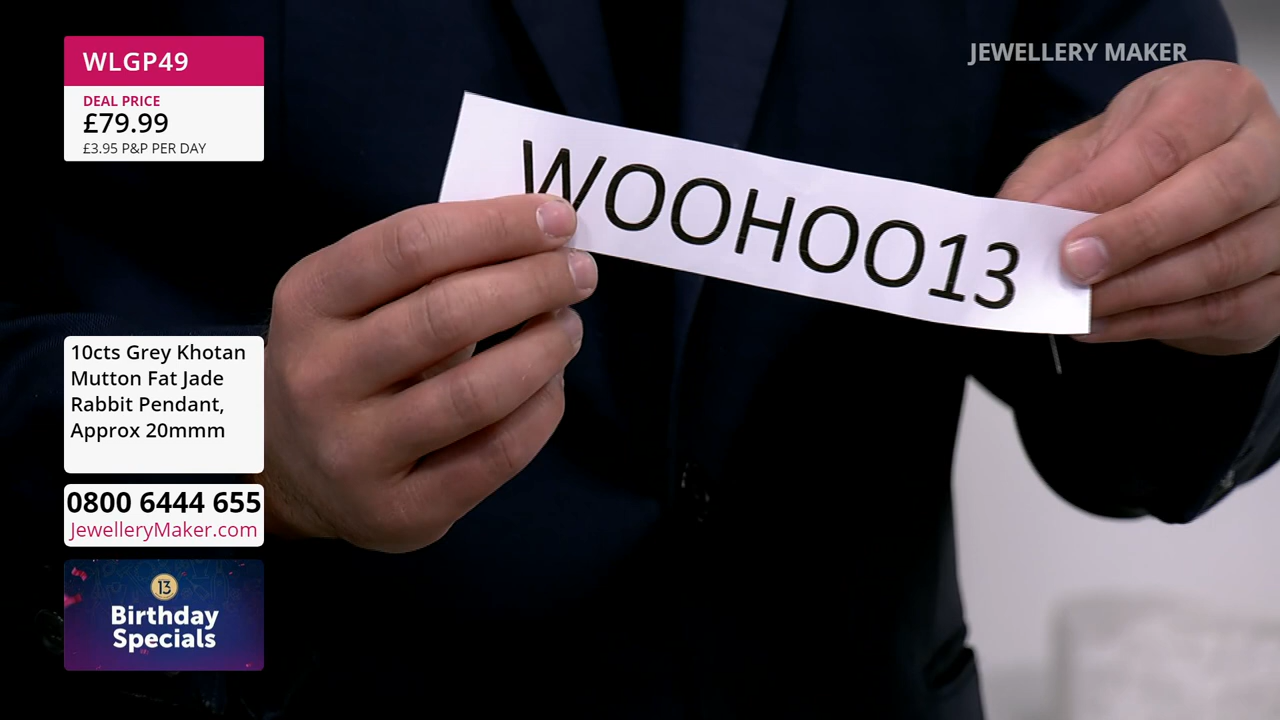 WLGP49
DEAL PRICE
£79.99
£3.95 P&P PER DAY
JEWELLERY MAKER
WOOHOO13
10cts Grey Khotan
Mutton Fat Jade
Rabbit Pendant,
Approx 20mmm
0800 6444 655
JewelleryMaker.com
13
Birthday
Specials